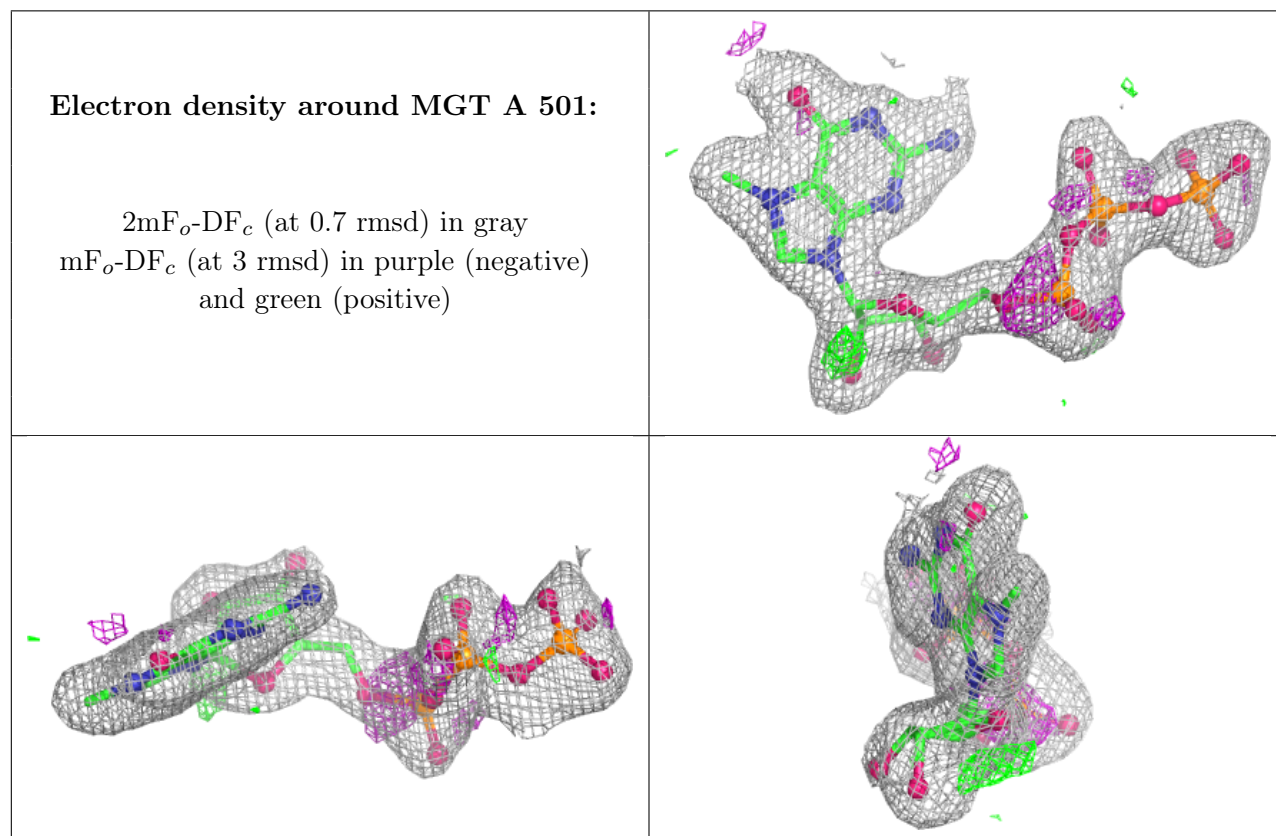 Electron density around MGT A 501:
2mFₒ-DF𝒸 (at 0.7 rmsd) in gray
mFₒ-DF𝒸 (at 3 rmsd) in purple (negative)
and green (positive)